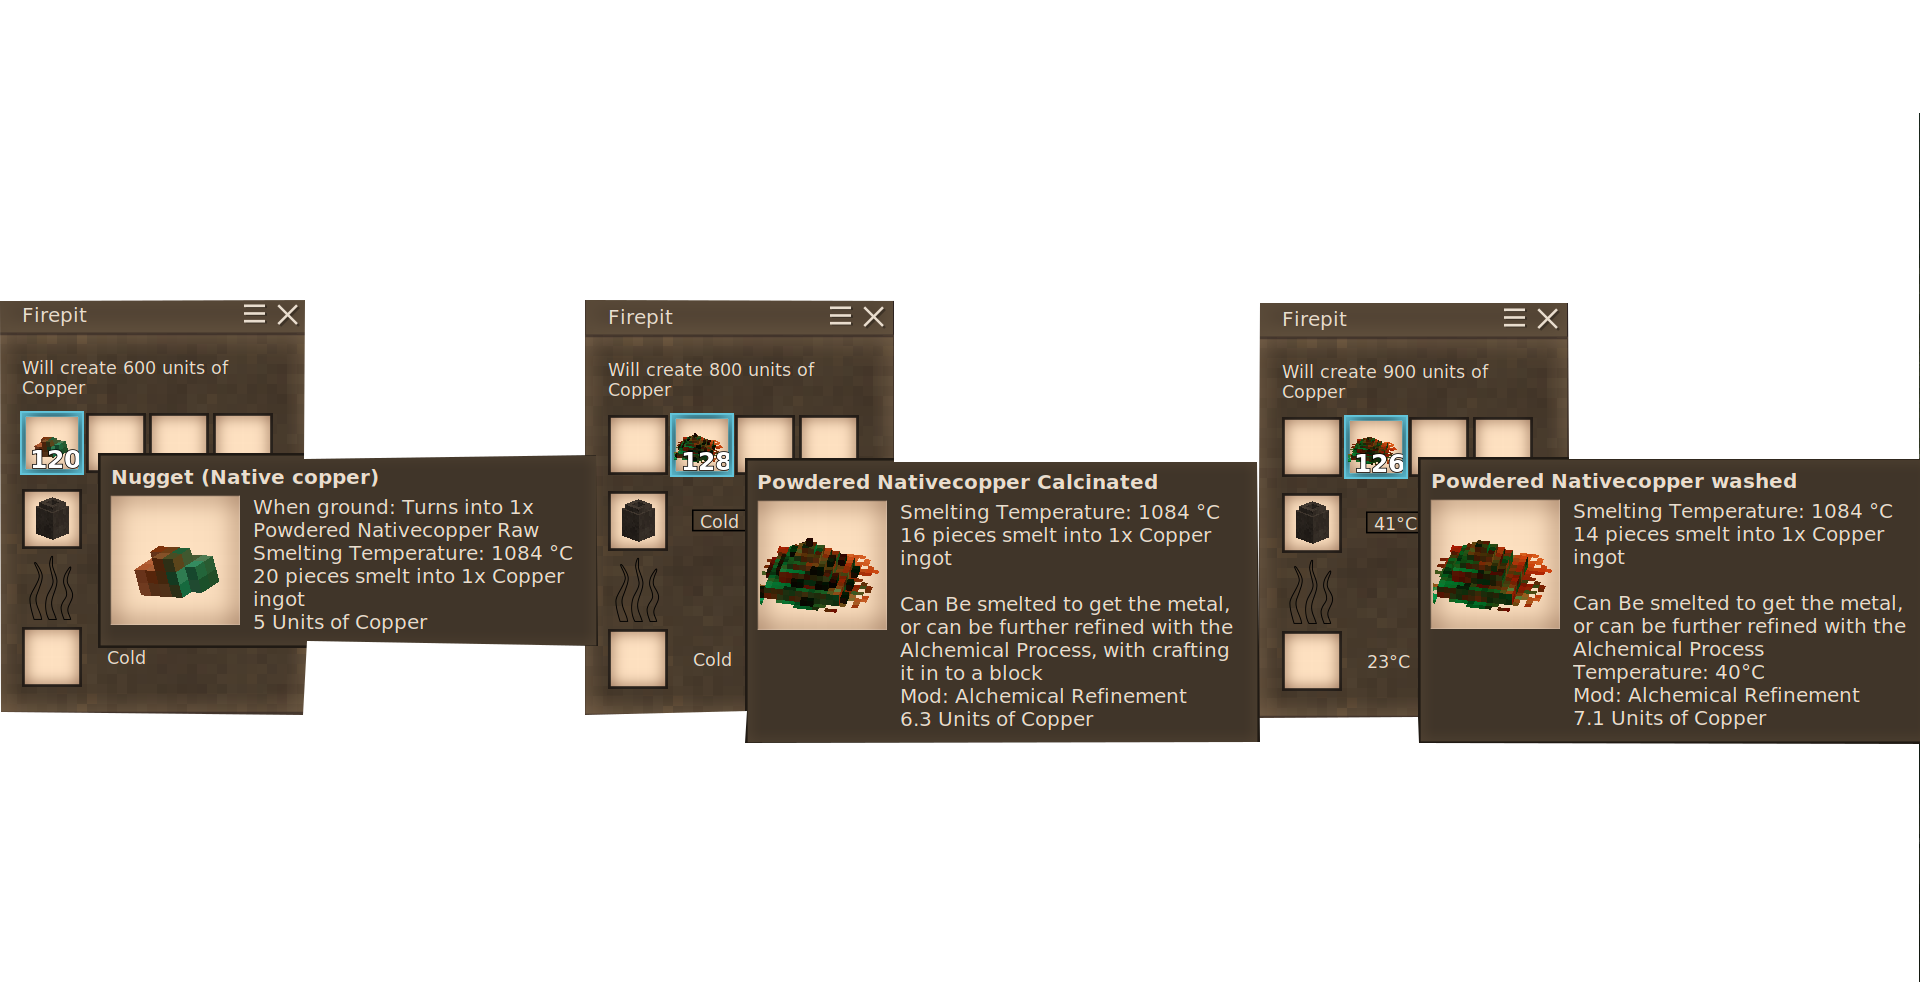 Firepit
Will create 600 units of
Copper
120
Nugget (Native copper)
When ground: Turns into 1x
Powdered Nativecopper Raw
Smelting Temperature: 1084 °C
20 pieces smelt into 1x Copper
ingot
5 Units of Copper
Cold
Firepit
Will create 800 units of
Copper
128
Cold
Powdered Nativecopper Calcinated
Smelting Temperature: 1084 °C
16 pieces smelt into 1x Copper
ingot
Can Be smelted to get the metal,
or can be further refined with the
Alchemical Process, with crafting
it in to a block
Mod: Alchemical Refinement
6.3 Units of Copper
Cold
Firepit
Will create 900 units of
Copper
126
41°C
Powdered Nativecopper washed
Smelting Temperature: 1084 °C
14 pieces smelt into 1x Copper
ingot
Can Be smelted to get the metal,
or can be further refined with the
Alchemical Process
Temperature: 40°C
Mod: Alchemical Refinement
7.1 Units of Copper
23°C